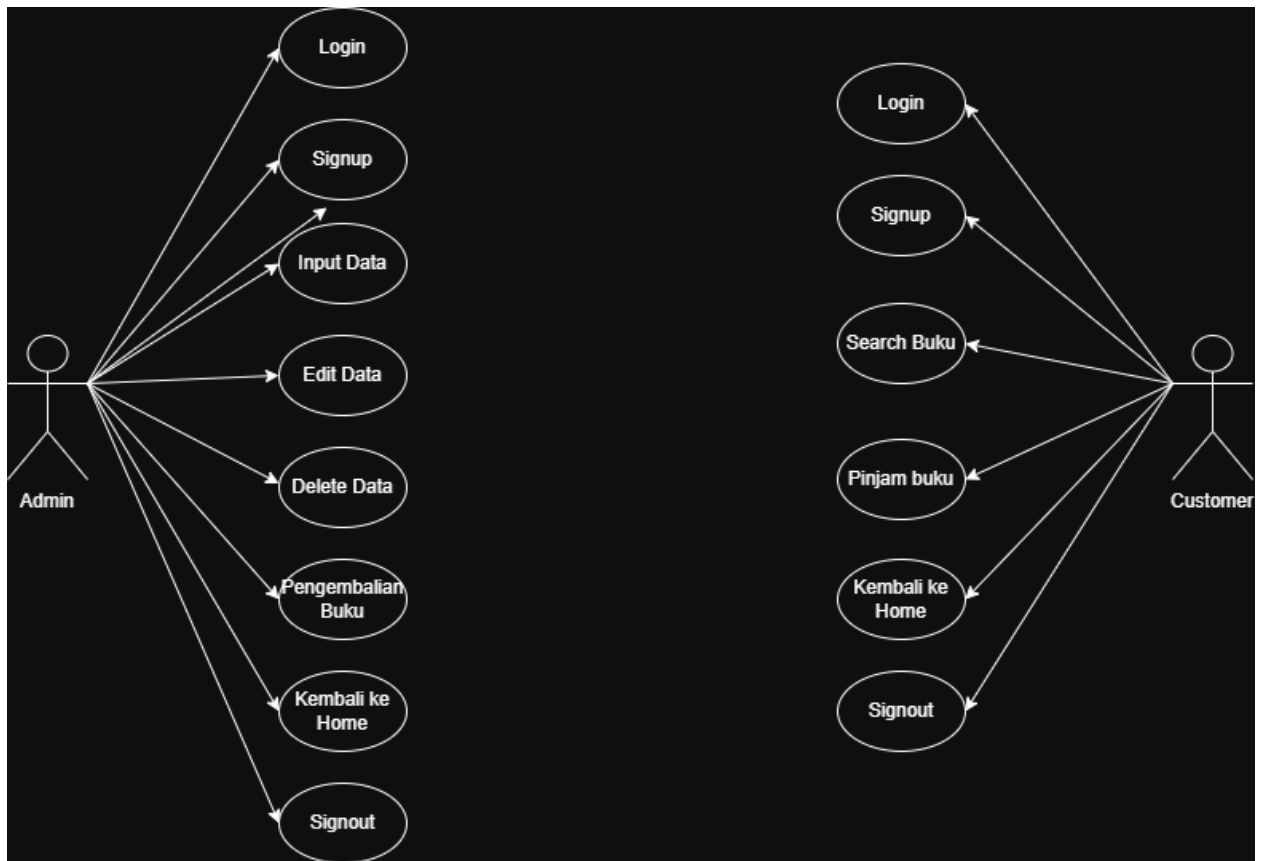 Login
Signup
Input Data
Edit Data
Delete Data
Pengembalian
Buku
Kembali ke
Home
Signout
Admin
Login
Signup
Search Buku
Pinjam buku
Kembali ke
Home
Signout
Customer